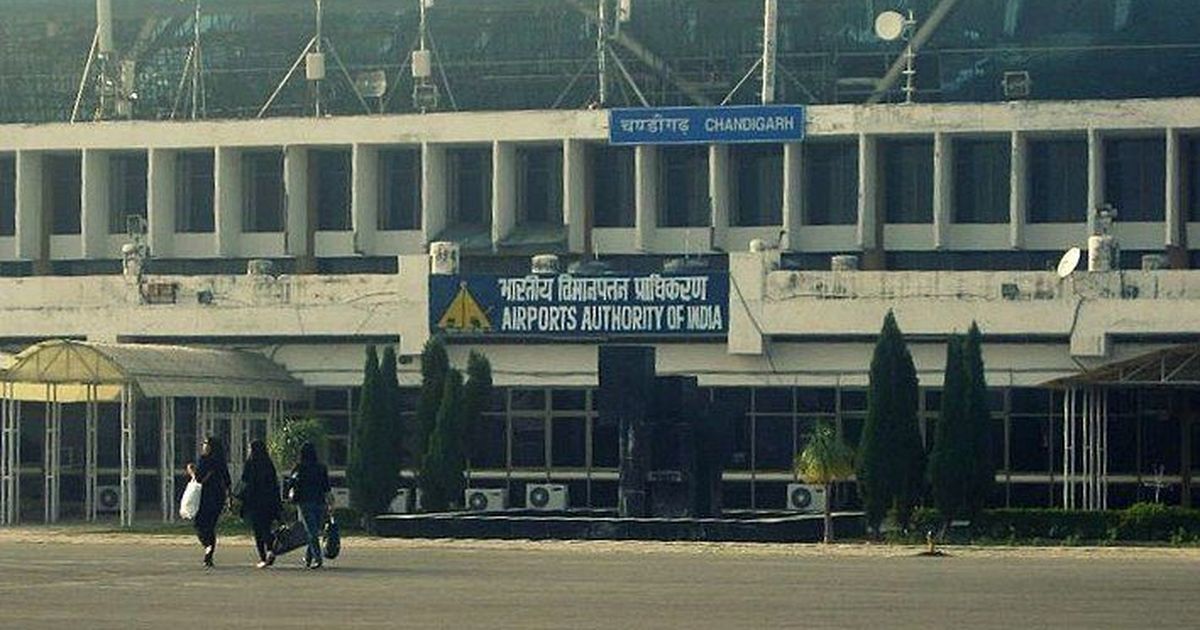 चण्डीगढ़ CHANDIGARH
भारतीय विमानपत्तन प्राधिकरण
AIRPORTS AUTHORITY OF INDIA